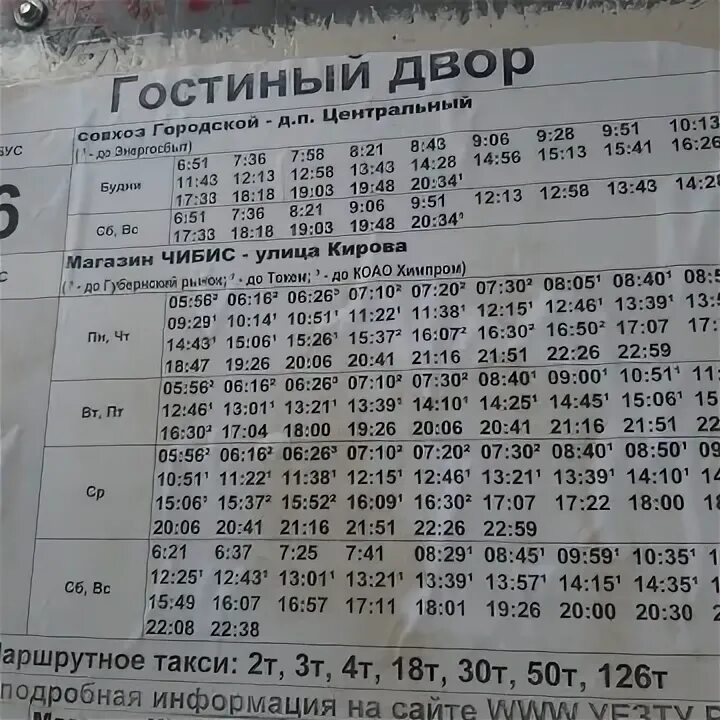 Гостиный двор
Совхоз Городской - д.п. Центральный
(¹ - до Энергосбыл)
6
Будни
6:51 7:36 7:58 8:21 8:43 9:06 9:28 9:51 10:13
11:43 12:13 12:58 13:43 14:28 14:56 15:13 15:41 16:26
17:33 18:18 19:03 19:48 20:34¹
Сб, Вс
6:51 7:36 8:21 9:06 9:51 12:13 12:58 13:43 14:28
17:33 18:18 19:03 19:48 20:34¹
Магазин ЧИБИС - улица Кирова
(¹ - до Губернский рынок; ² - до Токем; ³ - до КОАО Химпром)
Пн, Чт
05:56² 06:16² 06:26³ 07:10² 07:20² 07:30² 08:05¹ 08:40¹
09:29¹ 10:14¹ 10:51¹ 11:22¹ 11:38¹ 12:15¹ 12:46¹ 13:39¹
14:43¹ 15:06¹ 15:26¹ 15:37² 16:07² 16:30² 16:50² 17:07
18:47 19:26 20:06 20:41 21:16 21:51 22:26 22:59
Вт, Пт
05:56² 06:16² 06:26³ 07:10² 07:30² 08:40¹ 09:00¹ 10:51¹
12:46¹ 13:01¹ 13:21¹ 13:39¹ 14:10¹ 14:25¹ 14:45¹ 15:06¹
16:30² 17:04 18:00 19:26 20:06 20:41 21:16 21:51
Ср
05:56² 06:16² 06:26³ 07:10² 07:20² 07:30² 08:40¹ 08:50¹
10:51¹ 11:22¹ 11:38¹ 12:15¹ 12:46¹ 13:21¹ 13:39¹ 14:10¹
15:06¹ 15:37² 15:52² 16:09¹ 16:30² 17:07 17:22 18:00
20:06 20:41 21:16 21:51 22:26 22:59
Сб, Вс
6:21 6:37 7:25 7:41 08:29¹ 08:45¹ 09:59¹ 10:35¹
12:25¹ 12:43¹ 13:01¹ 13:21¹ 13:39¹ 13:57¹ 14:15¹ 14:35¹
15:49 16:07 16:57 17:11 18:01 19:26 20:00 20:30
22:08 22:38
аршрутное такси: 2т, 3т, 4т, 18т, 30т, 50т, 126т
подробная информация на сайте